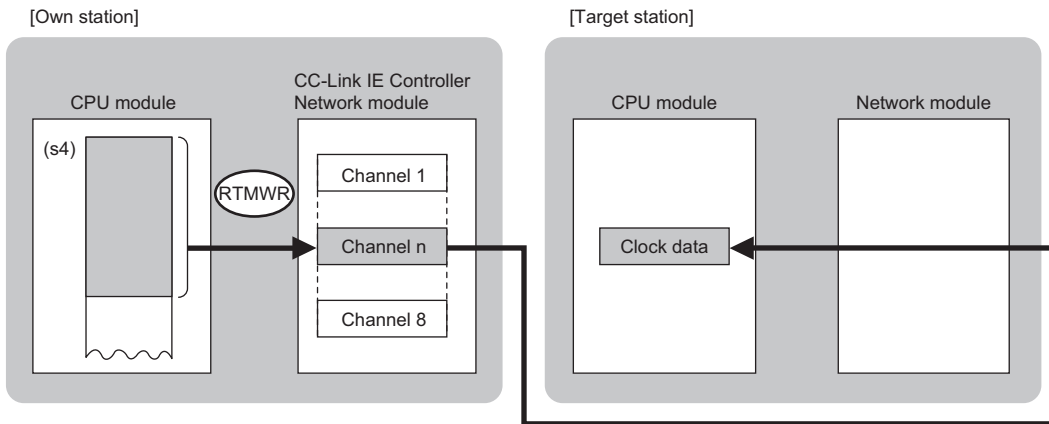 [Own station]
[Target station]
CC-Link IE Controller
Network module
CPU module
CPU module
Network module
(s4)
Channel 1
RTMWR
Channel n
Clock data
Channel 8